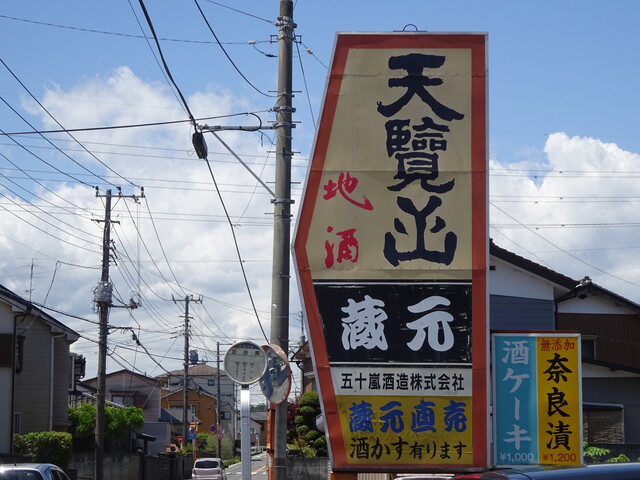 天覧山
地酒
蔵元
五十嵐酒造株式会社
蔵元直売
酒かす有ります
酒ケーキ
¥1,000
無添加
奈良漬
¥1,200